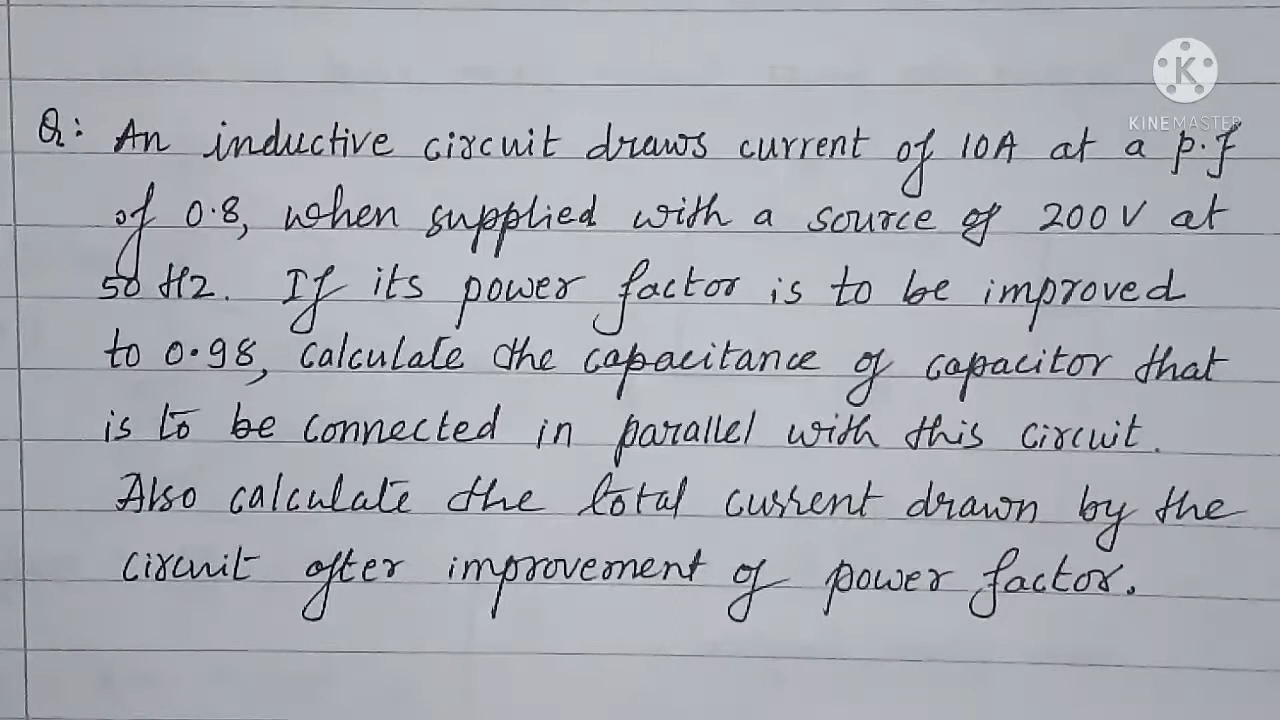 K
KINEMASTER
Q: An inductive circuit draws current of 10A at a p.f
of 0.8, when supplied with a source of 200V at
50 Hz. If its power factor is to be improved
to 0.98, calculate the capacitance of capacitor that
is to be connected in parallel with this circuit.
Also calculate the total current drawn by the
circuit after improvement of power factor.